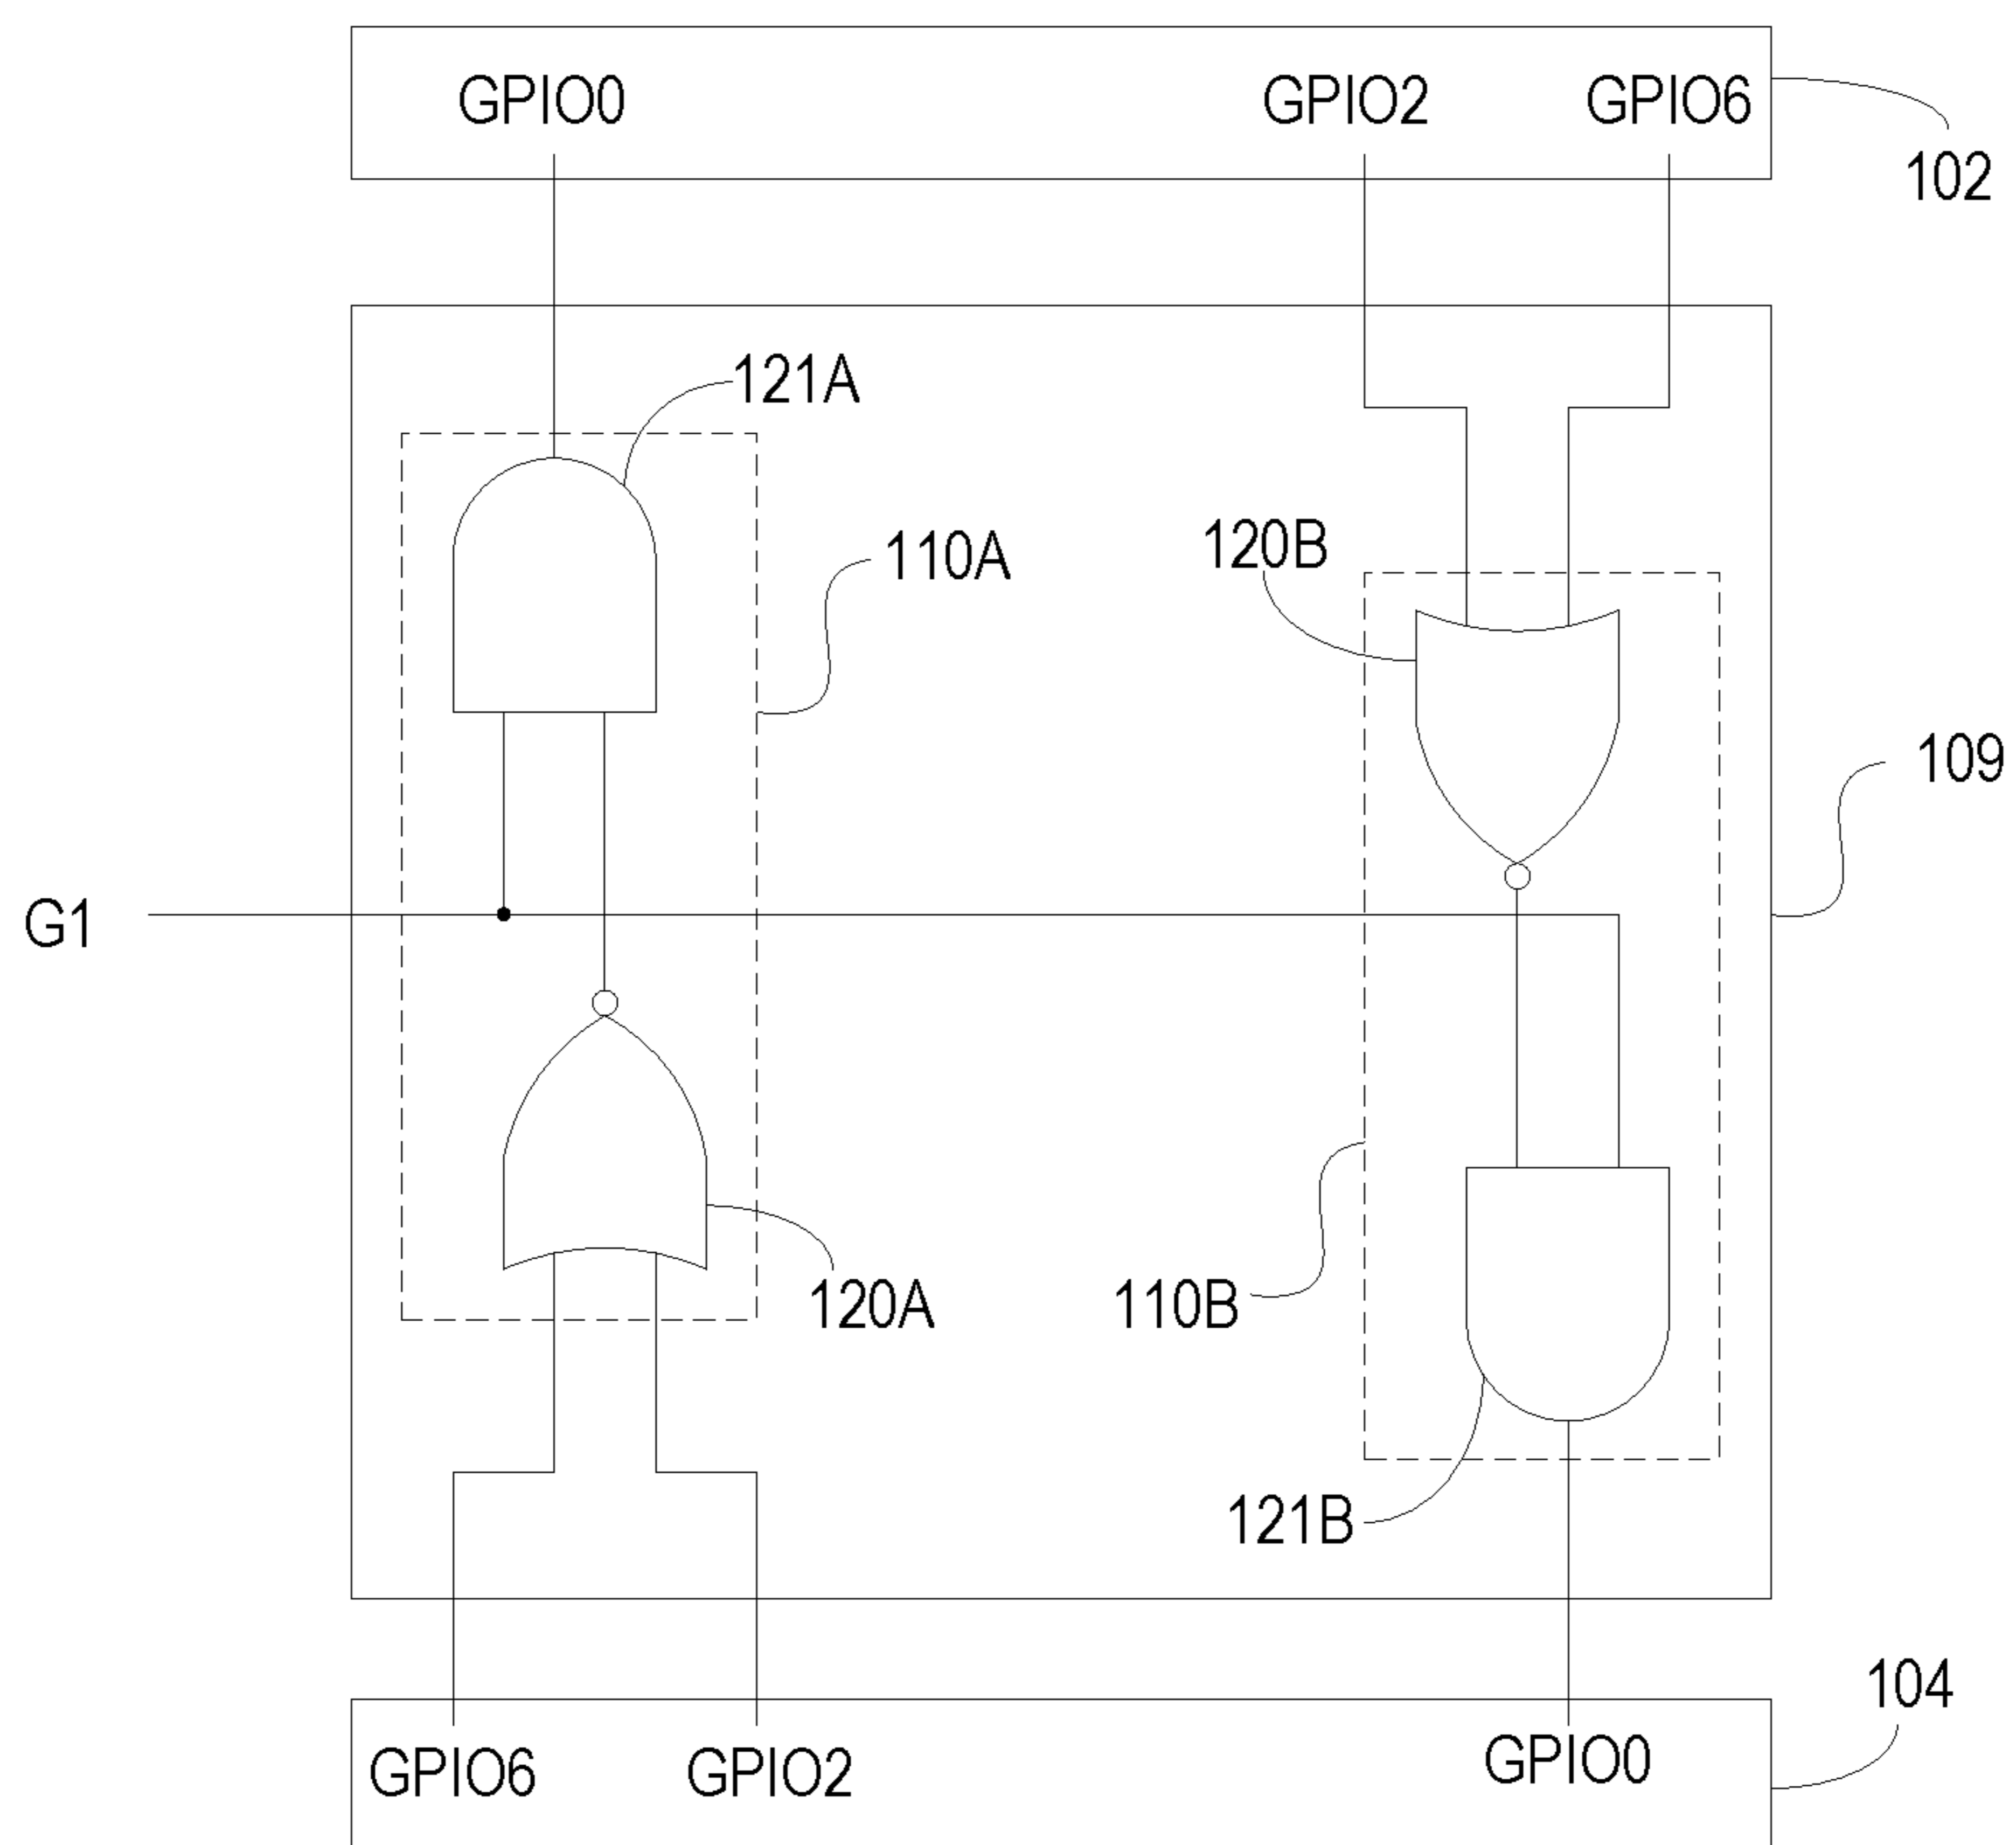 GPIO0 GPIO2 GPIO6
102
121A
120B
110A
109
G1
120A
110B
121B
104
GPIO6 GPIO2 GPIO0